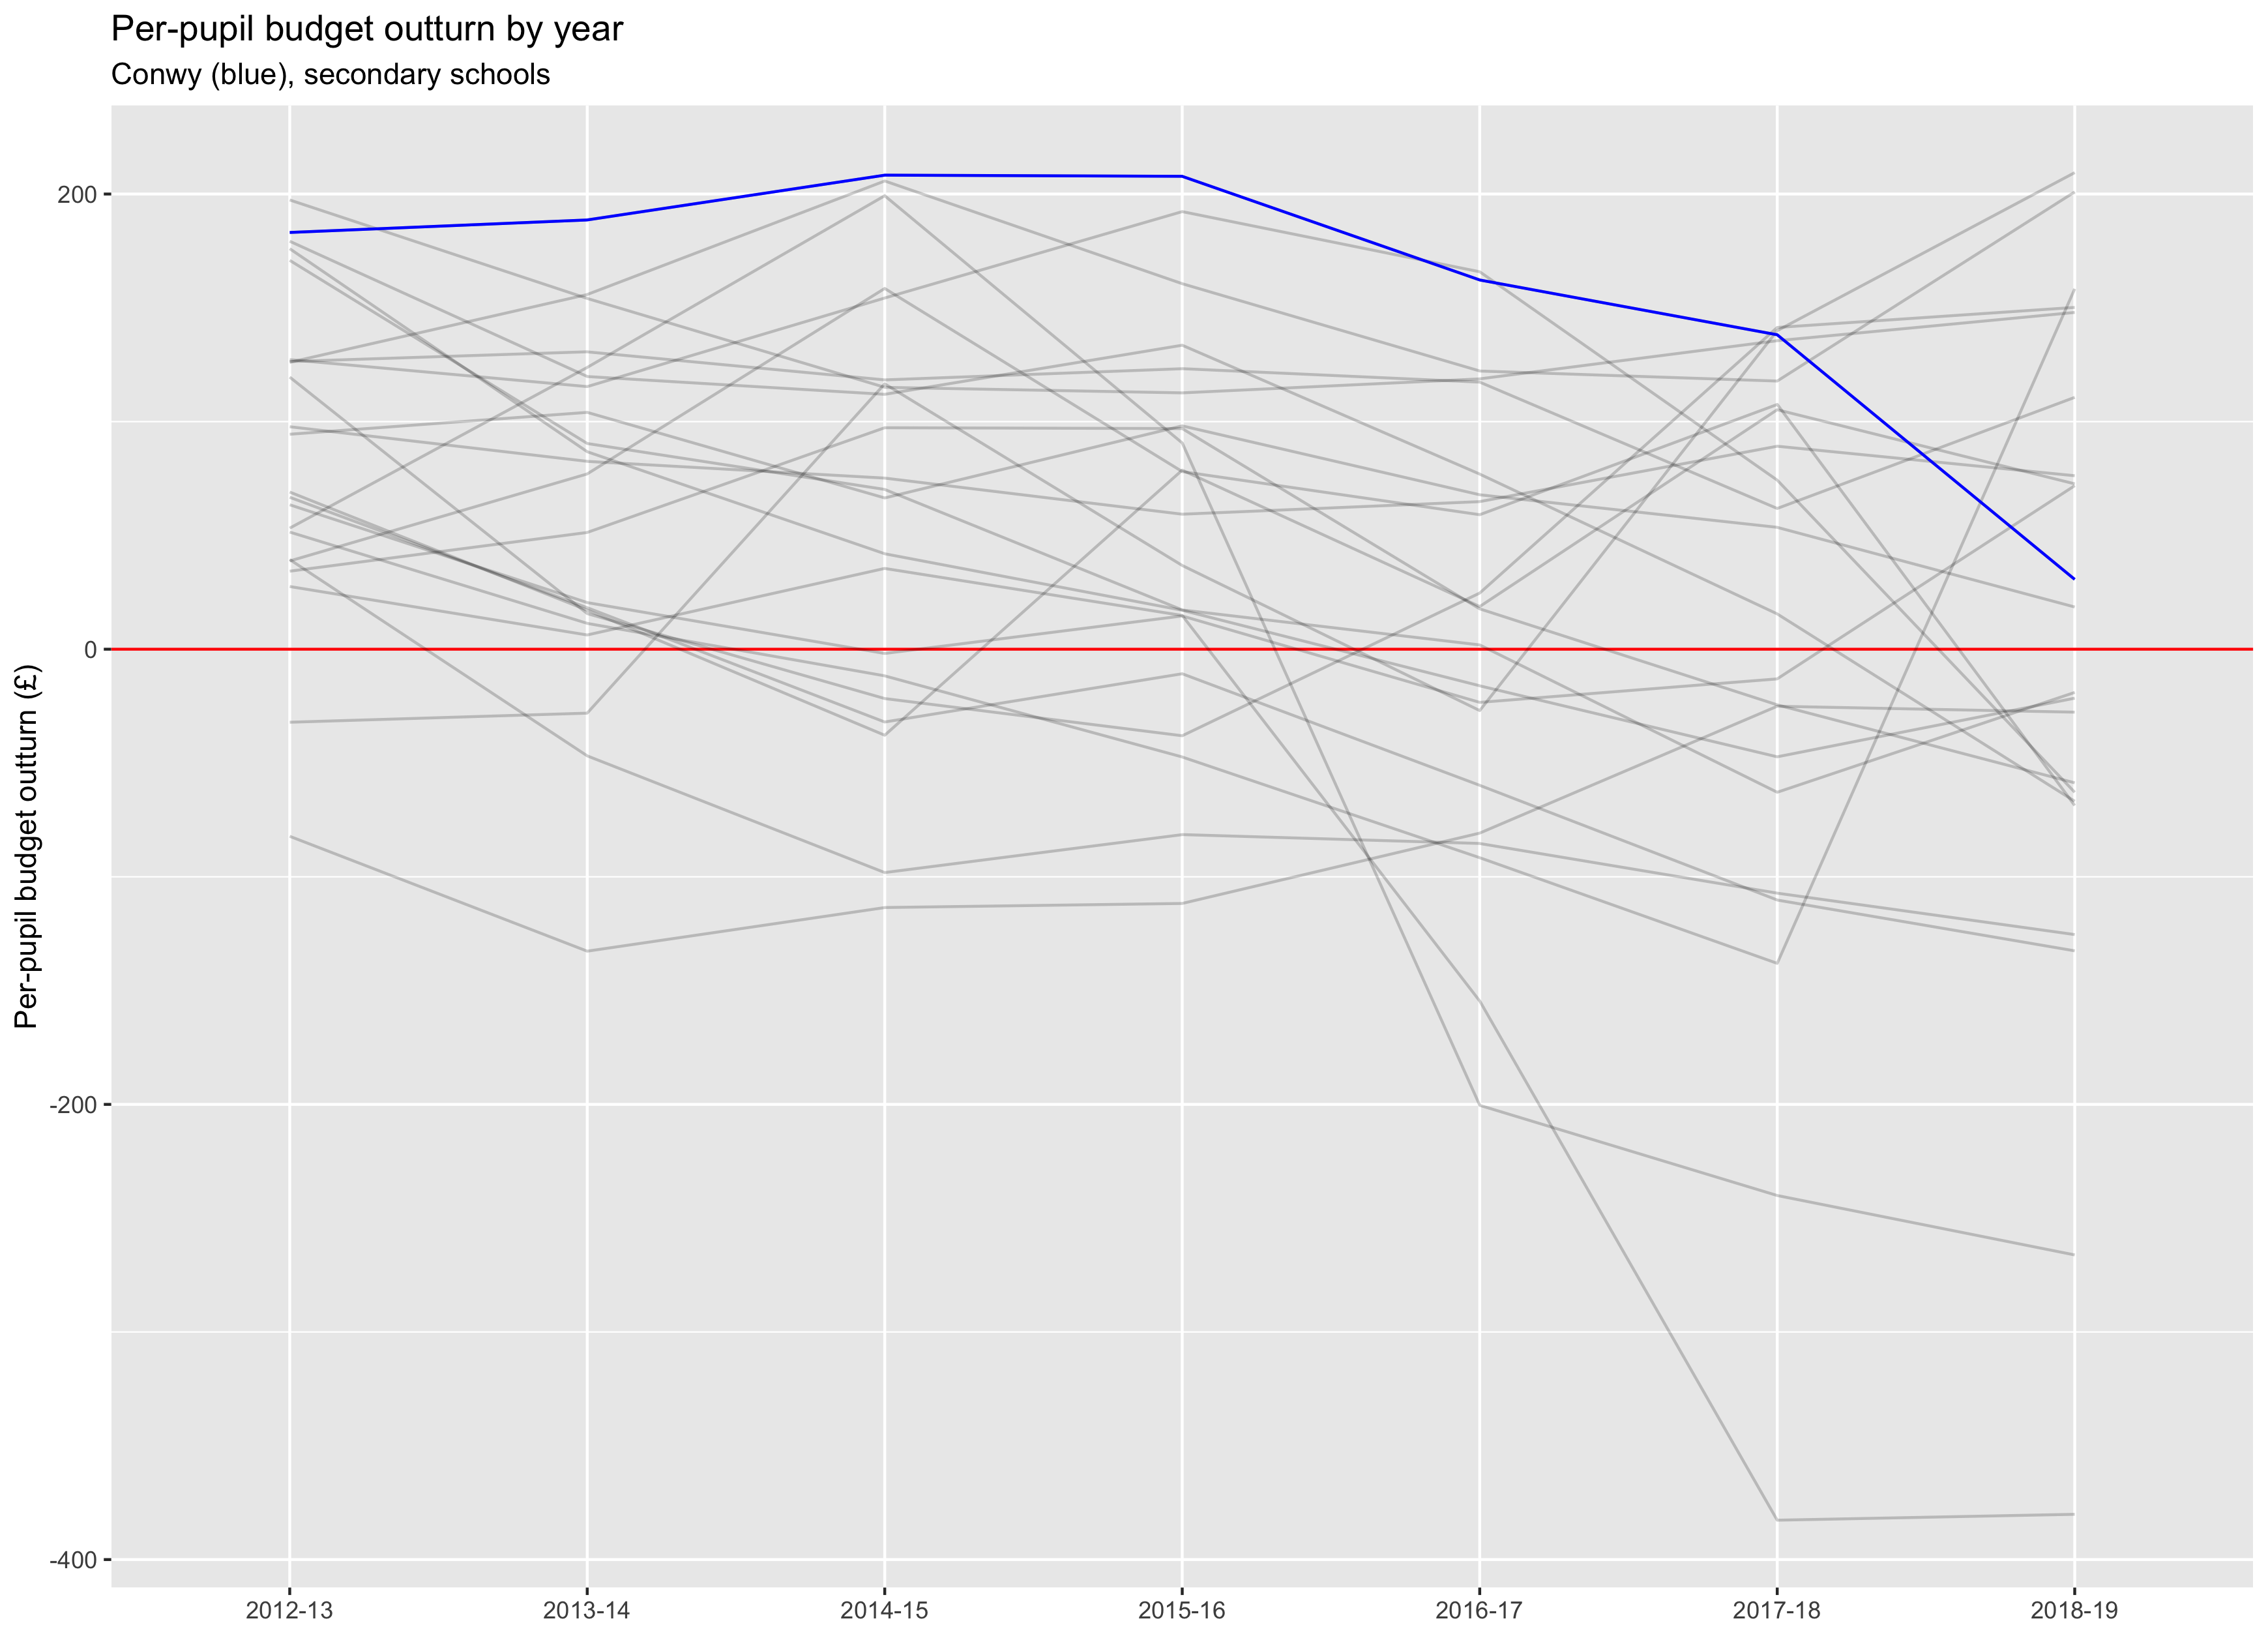 Per-pupil budget outturn by year
Conwy (blue), secondary schools
Per-pupil budget outturn (£)
200
0
-200
-400
2012-13 2013-14 2014-15 2015-16 2016-17 2017-18 2018-19